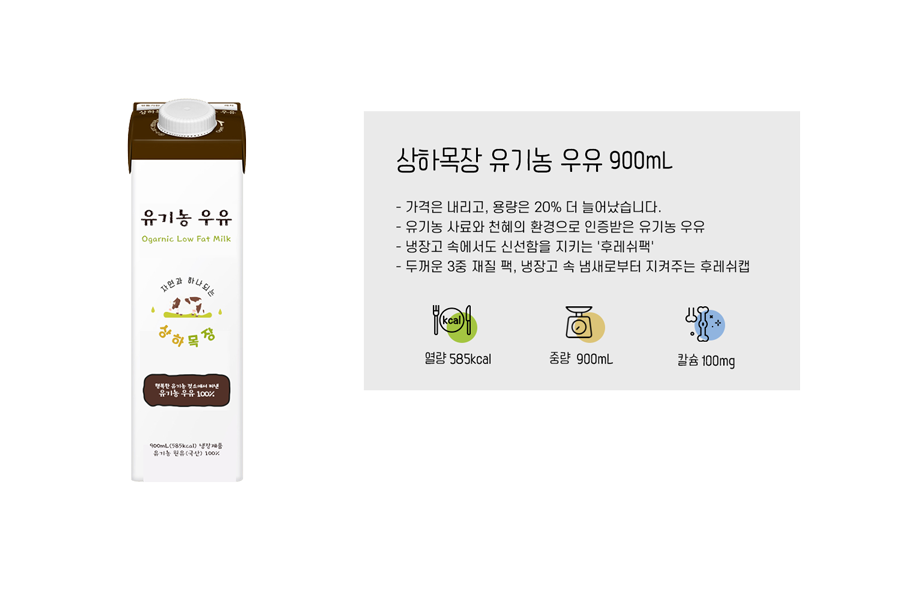 상하목장
유기농 우유
Ogarnic Low Fat Milk
자연과 하나되는
상하목장
행복한 유기농 젖소에서 비낸
유기농 우유 100%
900mL(585kcal) 냉장제품
유기농 원유(국산) 100%
상하목장 유기농 우유 900mL
- 가격은 내리고, 용량은 20% 더 늘어났습니다.
- 유기농 사료와 천혜의 환경으로 인증받은 유기농 우유
- 냉장고 속에서도 신선함을 지키는 '후레쉬팩'
- 두꺼운 3중 재질 팩, 냉장고 속 냄새로부터 지켜주는 후레쉬캡
kcal
열량 585kcal
중량 900mL
칼슘 100mg